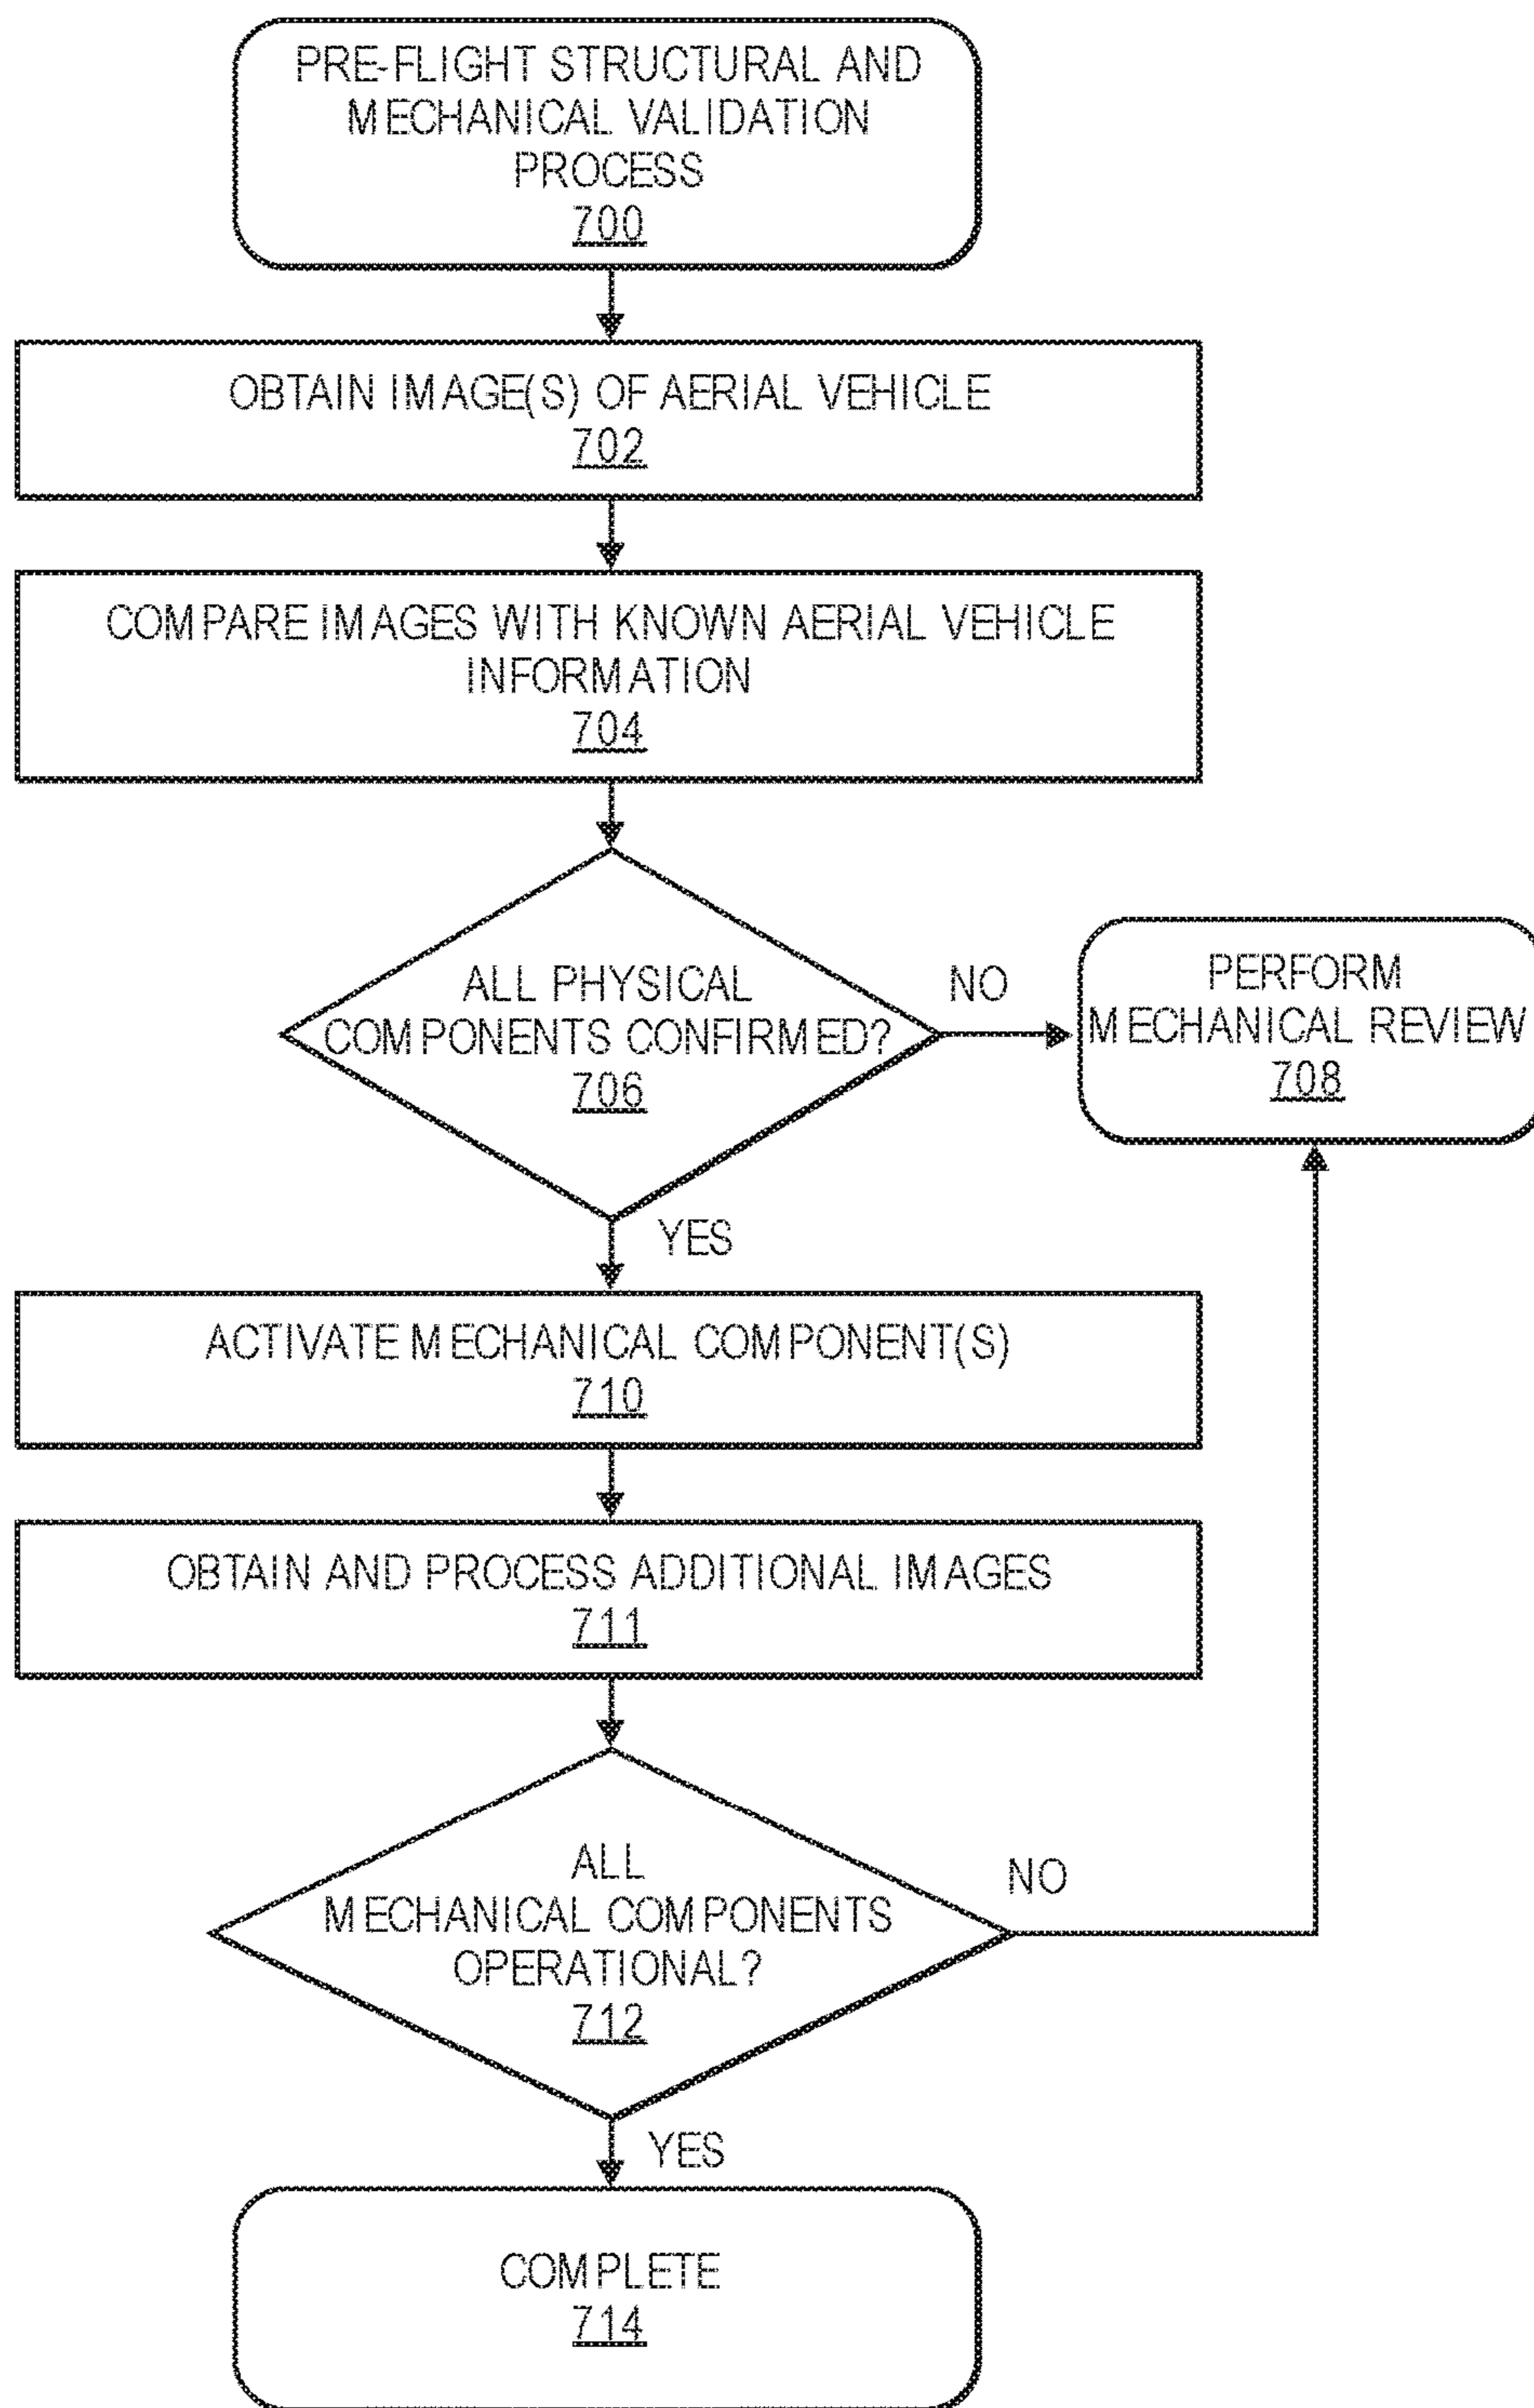 PRE-FLIGHT STRUCTURAL AND
MECHANICAL VALIDATION
PROCESS
700
OBTAIN IMAGE(S) OF AERIAL VEHICLE
702
COMPARE IMAGES WITH KNOWN AERIAL VEHICLE
INFORMATION
704
ALL PHYSICAL
COMPONENTS CONFIRMED?
706
NO
PERFORM
MECHANICAL REVIEW
708
YES
ACTIVATE MECHANICAL COMPONENT(S)
710
OBTAIN AND PROCESS ADDITIONAL IMAGES
711
ALL
MECHANICAL COMPONENTS
OPERATIONAL?
712
NO
YES
COMPLETE
714